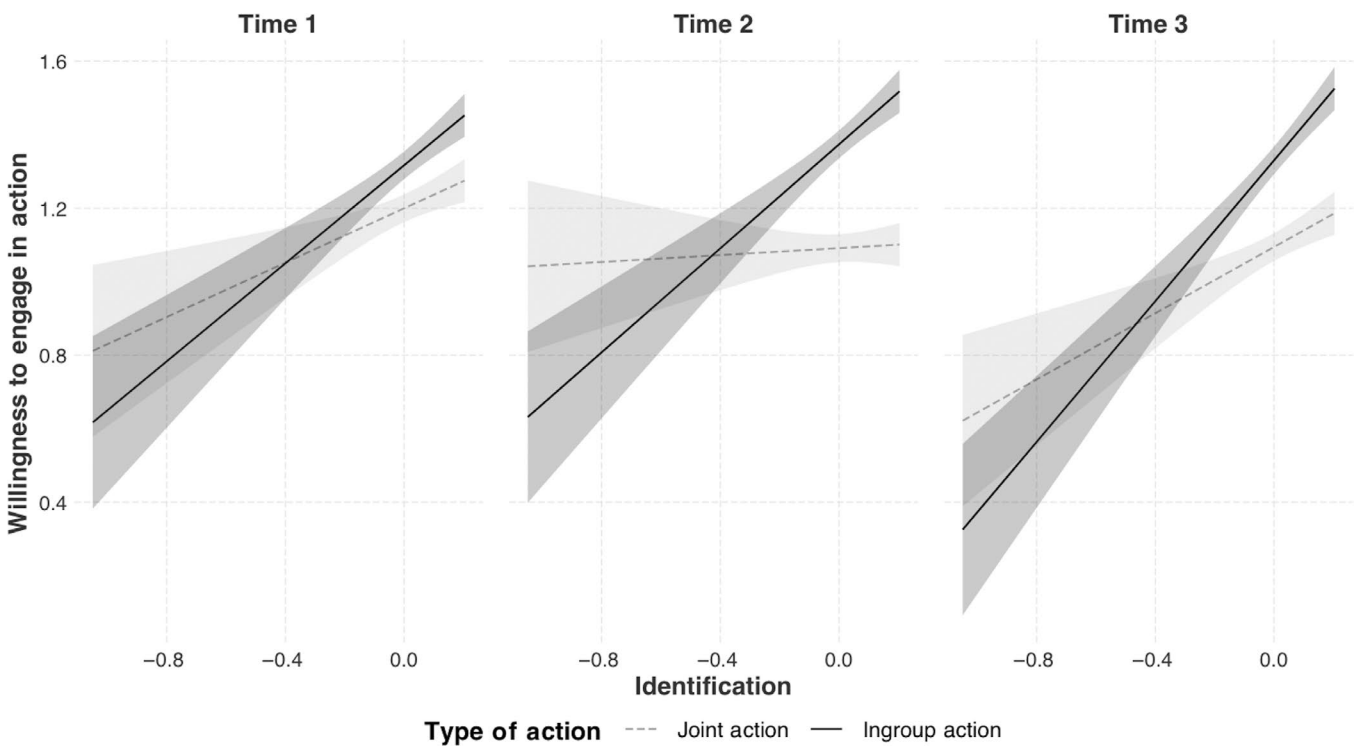 Time 1 Time 2 Time 3
Willingness to engage in action
1.6
1.2
0.8
0.4
−0.8 −0.4 0.0 −0.8 −0.4 0.0 −0.8 −0.4 0.0
Identification
Type of action Joint action Ingroup action